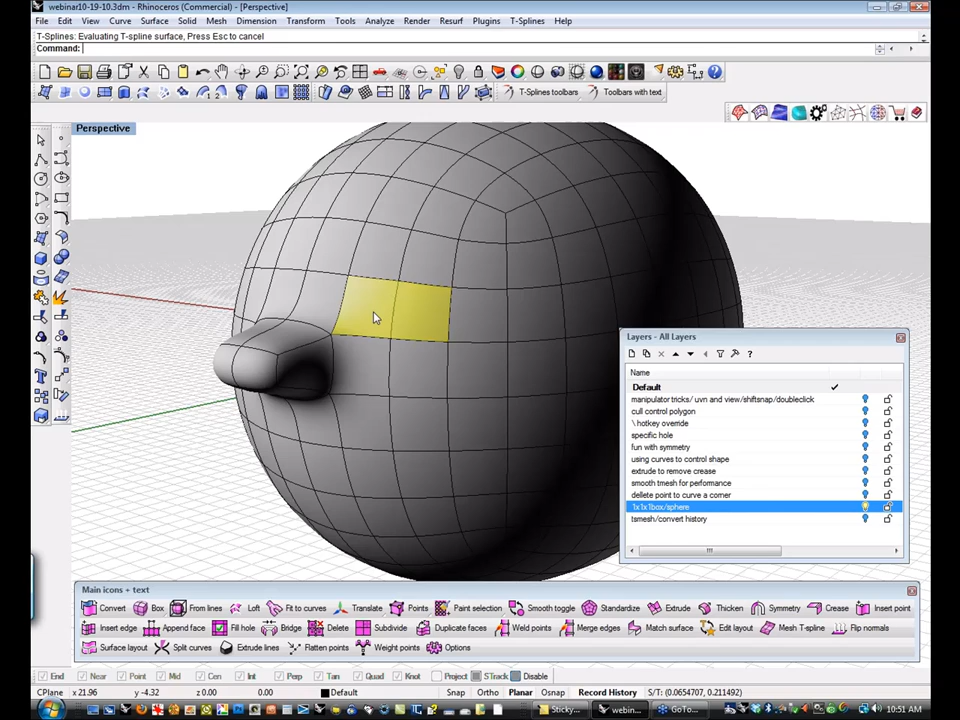 webinar10-19-10.3dm - Rhinoceros (Commercial) - [Perspective]
File Edit View Curve Surface Solid Mesh Dimension Transform Tools Analyze Render Resurf Plugins T-Splines Help
T-Splines: Evaluating T-spline surface, Press Esc to cancel
Command:
T-Splines toolbars Toolbars with text
Perspective
Layers - All Layers
Name
Default
manipulator tricks/ uvn and view/shiftsnap/doubleclick
cull control polygon
\ hotkey override
specific hole
fun with symmetry
using curves to control shape
extrude to remove crease
smooth tmesh for peformance
dellete point to curve a corner
1x1x1box/sphere
tsmesh/convert history
Main icons + text
Convert Box From lines Loft Fit to curves Translate Points Paint selection Smooth toggle Standardize Extrude Thicken Symmetry Crease Insert point
Insert edge Append face Fill hole Bridge Delete Subdivide Duplicate faces Weld points Merge edges Match surface Edit layout Mesh T-spline Flip normals
Surface layout Split curves Extrude lines Flatten points Weight points Options
End Near Point Mid Cen Int Perp Tan Quad Knot Project STrack Disable
CPlane x 21.96 y -4.32 z 0.00 0.00 Default Snap Ortho Planar Osnap Record History S/T: (0.0654707, 0.211492)
Sticky... webin... GoTo... 10:51 AM